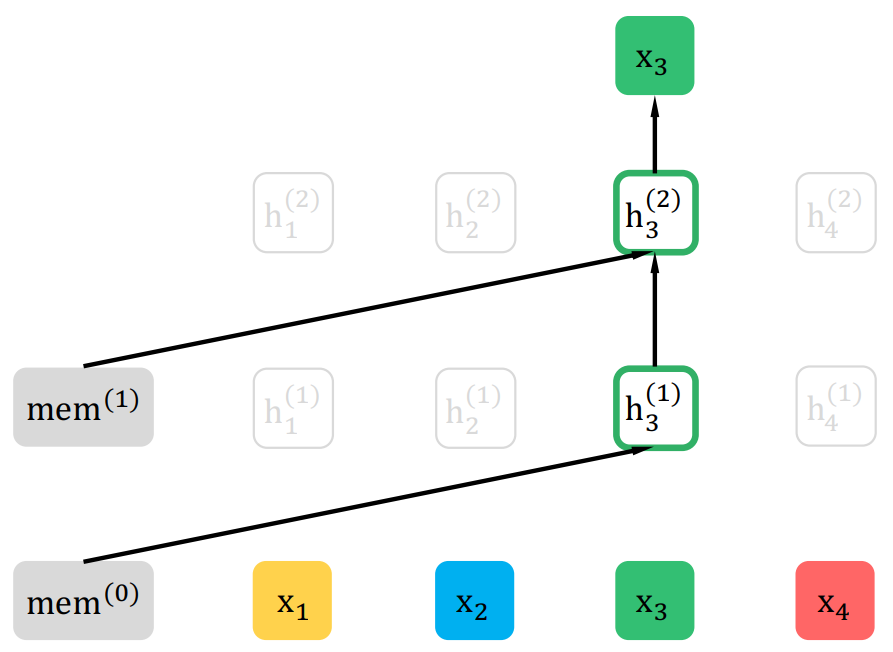 x₃
h₁⁽²⁾ h₂⁽²⁾ h₃⁽²⁾ h₄⁽²⁾
mem⁽¹⁾ h₁⁽¹⁾ h₂⁽¹⁾ h₃⁽¹⁾ h₄⁽¹⁾
mem⁽⁰⁾ x₁ x₂ x₃ x₄